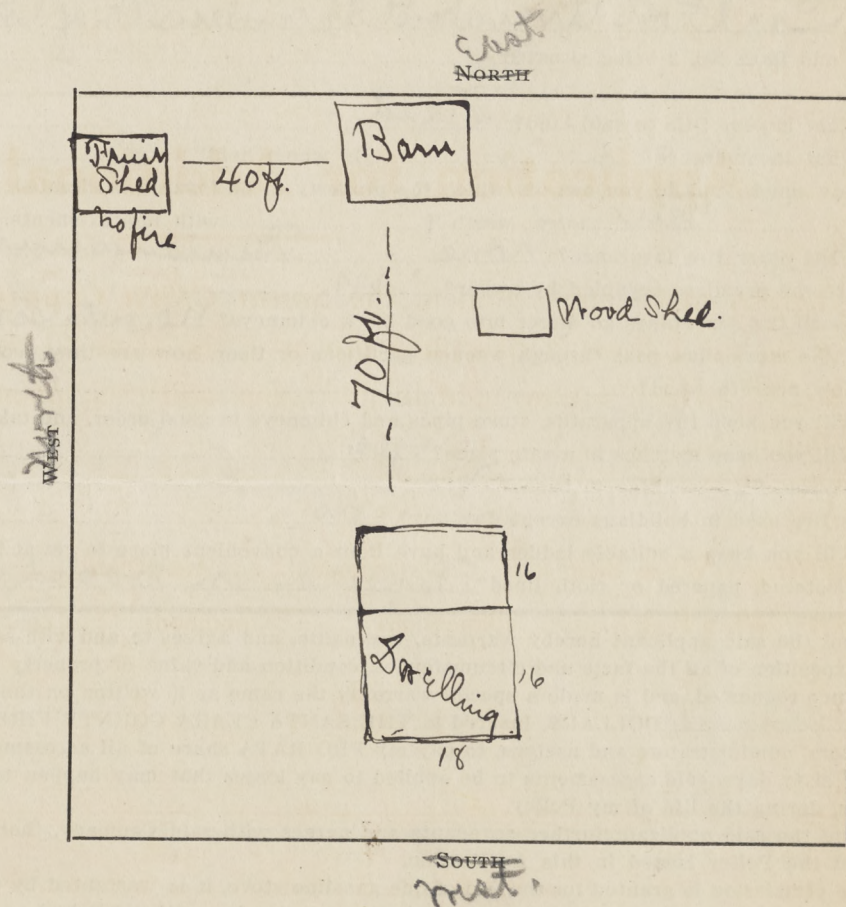 East
NORTH
Fruit
Shed
40 ft.
Barn
no fire
70 ft
Wood Shed.
North
WEST
16
Dwelling
16
18
SOUTH
West.